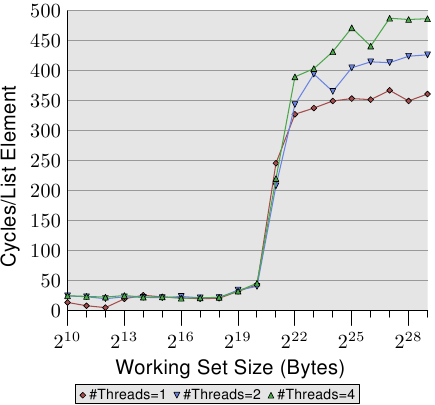 Cycles/List Element
500
450
400
350
300
250
200
150
100
50
0
2^10 2^13 2^16 2^19 2^22 2^25 2^28
Working Set Size (Bytes)
#Threads=1 #Threads=2 #Threads=4